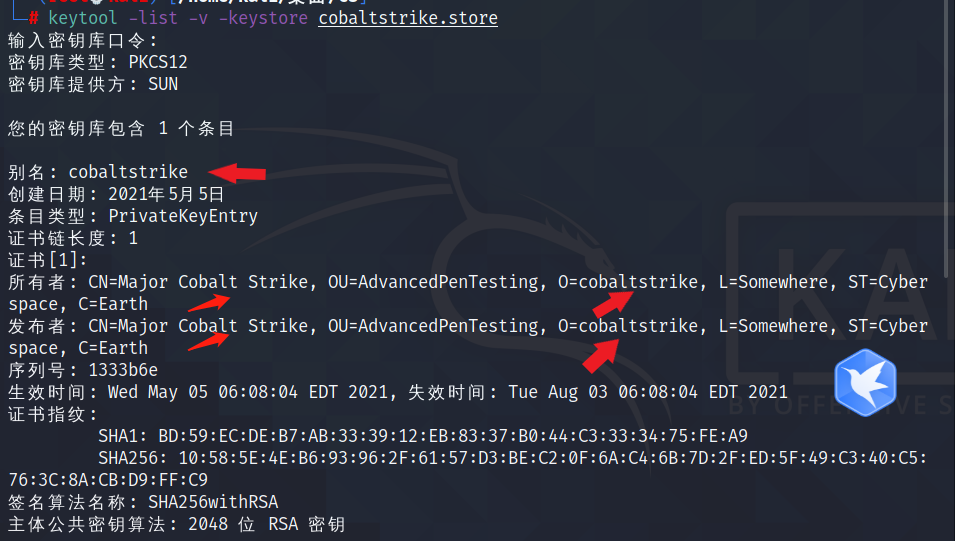 # keytool -list -v -keystore cobaltstrike.store
输入密钥库口令:
密钥库类型: PKCS12
密钥库提供方: SUN
您的密钥库包含 1 个条目
别名: cobaltstrike
创建日期: 2021年5月5日
条目类型: PrivateKeyEntry
证书链长度: 1
证书[1]:
所有者: CN=Major Cobalt Strike, OU=AdvancedPenTesting, O=cobaltstrike, L=Somewhere, ST=Cyber
space, C=Earth
发布者: CN=Major Cobalt Strike, OU=AdvancedPenTesting, O=cobaltstrike, L=Somewhere, ST=Cyber
space, C=Earth
序列号: 1333b6e
生效时间: Wed May 05 06:08:04 EDT 2021, 失效时间: Tue Aug 03 06:08:04 EDT 2021
证书指纹:
SHA1: BD:59:EC:DE:B7:AB:33:39:12:EB:83:37:B0:44:C3:33:34:75:FE:A9
SHA256: 10:58:5E:4E:B6:93:96:2F:61:57:D3:BE:C2:0F:6A:C4:6B:7D:2F:ED:5F:49:C3:40:C5:
76:3C:8A:CB:D9:FF:C9
签名算法名称: SHA256withRSA
主体公共密钥算法: 2048 位 RSA 密钥